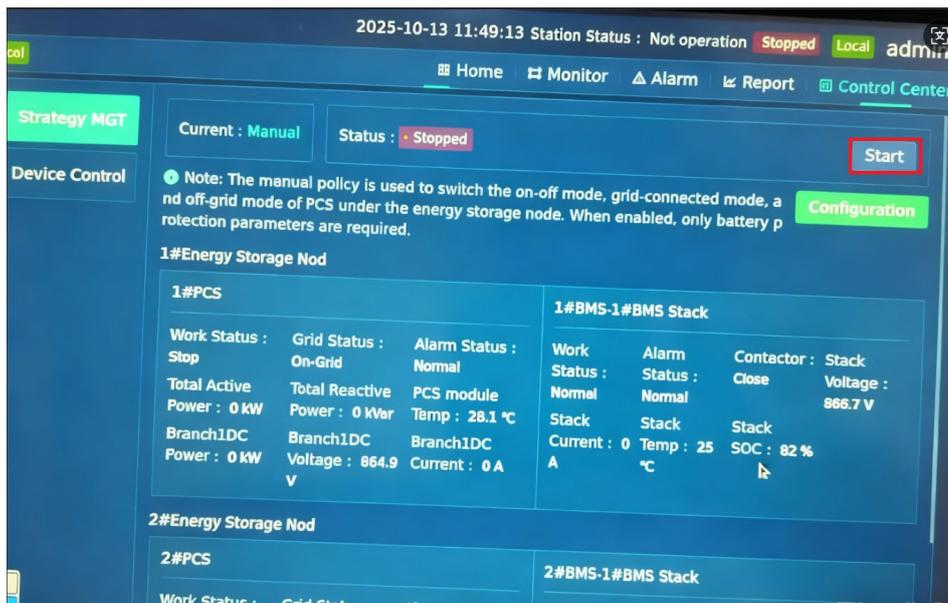 2025-10-13 11:49:13 Station Status : Not operation Stopped Local admin
Home Monitor Alarm Report Control Center
Strategy MGT
Device Control
Current : Manual
Status : Stopped
Start
Note: The manual policy is used to switch the on-off mode, grid-connected mode, a
nd off-grid mode of PCS under the energy storage node. When enabled, only battery p
rotection parameters are required.
Configuration
1#Energy Storage Nod
1#PCS
Work Status :
Stop
Grid Status :
On-Grid
Alarm Status :
Normal
Total Active
Power : 0 kW
Total Reactive
Power : 0 kVar
PCS module
Temp : 28.1 ℃
Branch1DC
Power : 0 kW
Branch1DC
Voltage : 864.9
V
Branch1DC
Current : 0 A
1#BMS-1#BMS Stack
Work
Status :
Normal
Alarm
Status :
Normal
Contactor :
Close
Stack
Voltage :
866.7 V
Stack
Current : 0
A
Stack
Temp : 25
℃
Stack
SOC : 82 %
2#Energy Storage Nod
2#PCS
2#BMS-1#BMS Stack
Work Status :